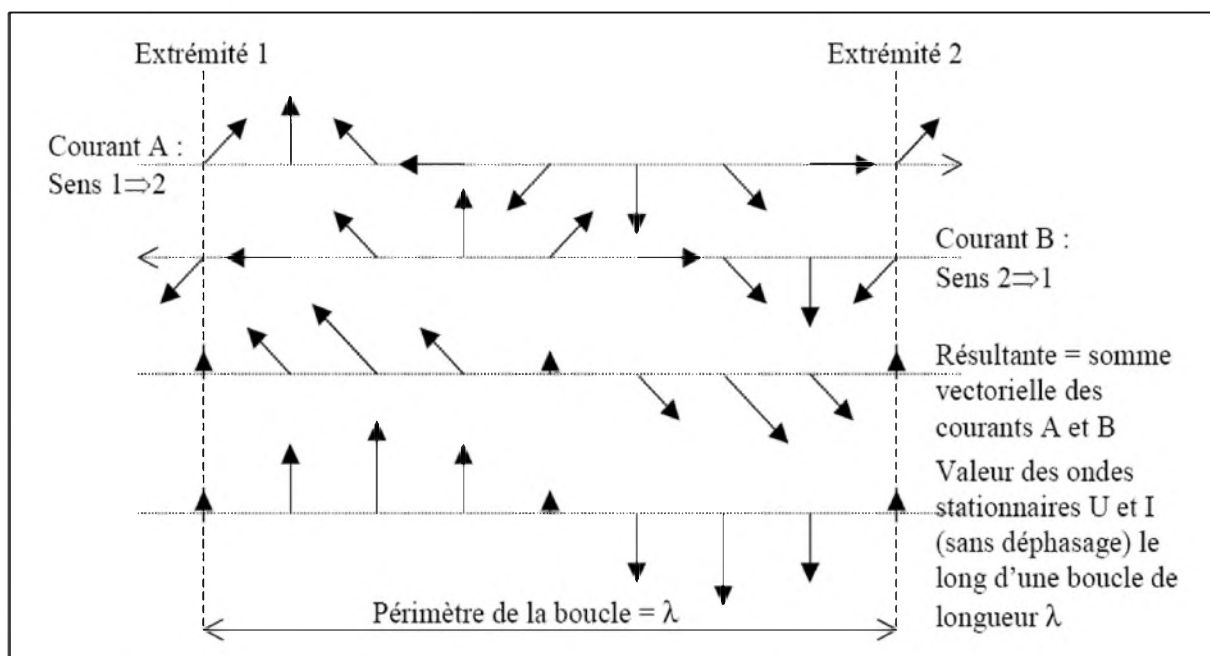 Extrémité 1
Extrémité 2
Courant A :
Sens 1⇒2
Courant B :
Sens 2⇒1
Résultante = somme
vectorielle des
courants A et B
Valeur des ondes
stationnaires U et I
(sans déphasage) le
long d’une boucle de
longueur λ
Périmètre de la boucle = λ